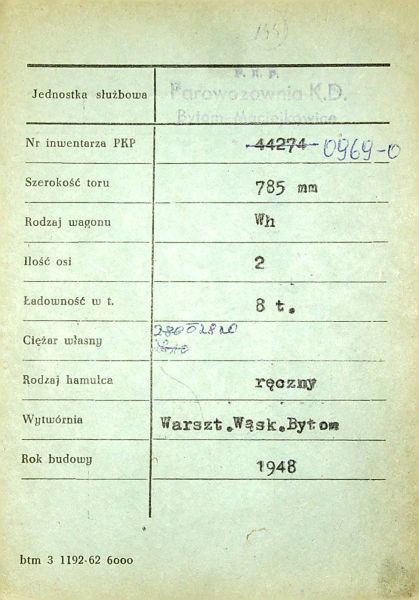 P. K. P.
Jednostka służbowa Parowozownia K.D.
Bytom Maciejkowice
Nr inwentarza PKP 44274 0969-0
Szerokość toru 785 mm
Rodzaj wagonu Wh
Ilość osi 2
Ładowność w t. 8 t.
Ciężar własny
Rodzaj hamulca ręczny
Wytwórnia Warszt.Wąsk.Bytom
Rok budowy 1948
btm 3 1192-62 6000